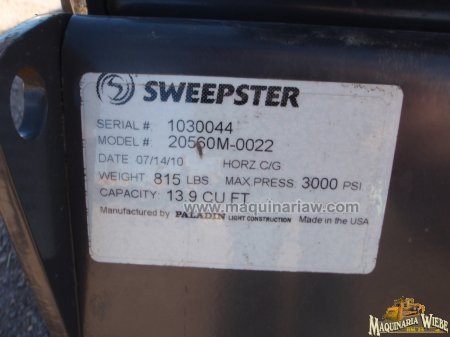 SWEEPSTER
SERIAL # 1030044
MODEL # 20560M-0022
DATE 07/14/10 HORZ C/G
WEIGHT 815 LBS MAX.PRESS. 3000 PSI
CAPACITY 13.9 CU FT
www.maquinariaw.com
Manufactured by PALADIN LIGHT CONSTRUCTION Made in the USA
MAQUINARIA WIEBE